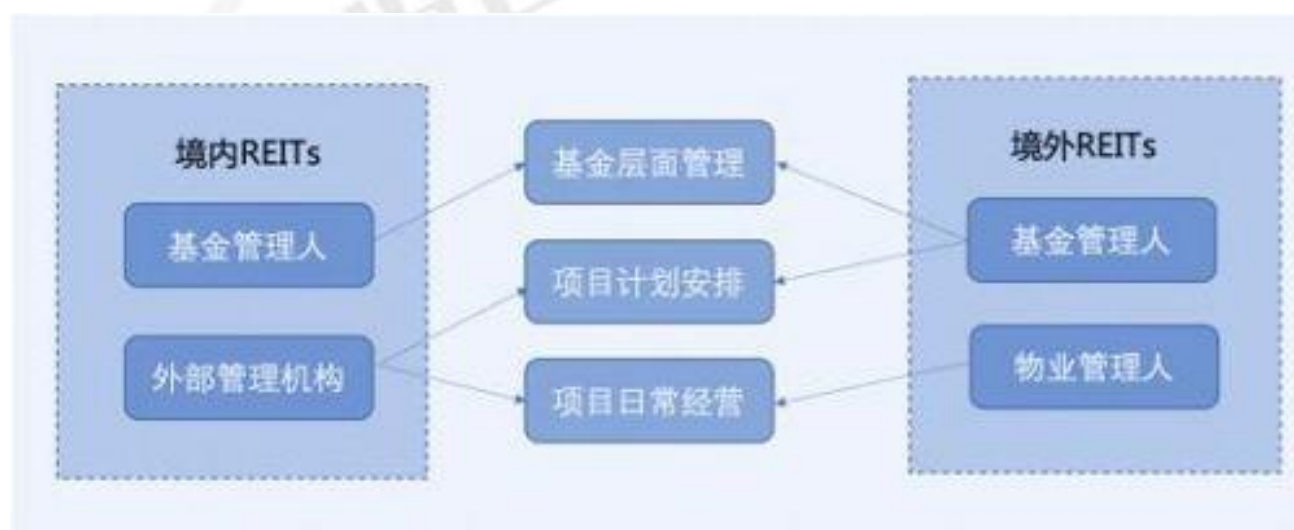 境内REITs
基金管理人
外部管理机构
基金层面管理
项目计划安排
项目日常经营
境外REITs
基金管理人
物业管理人